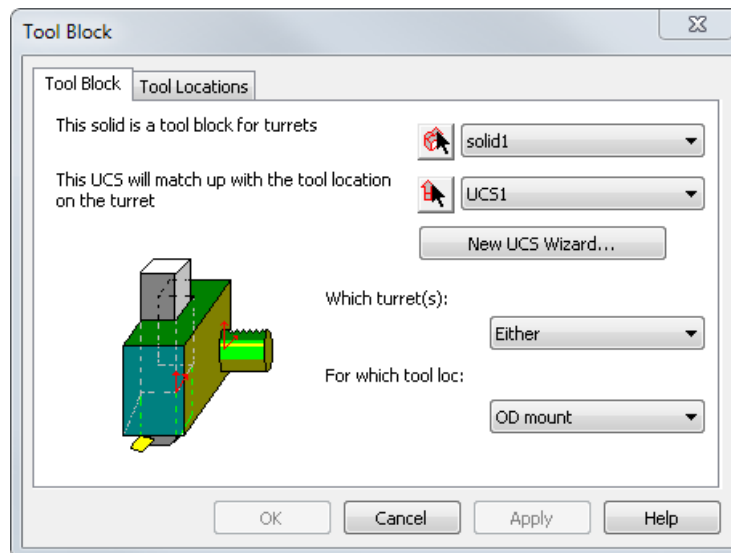 Tool Block
Tool Block
Tool Locations
This solid is a tool block for turrets
solid1
This UCS will match up with the tool location
on the turret
UCS1
New UCS Wizard...
Which turret(s):
Either
For which tool loc:
OD mount
OK
Cancel
Apply
Help